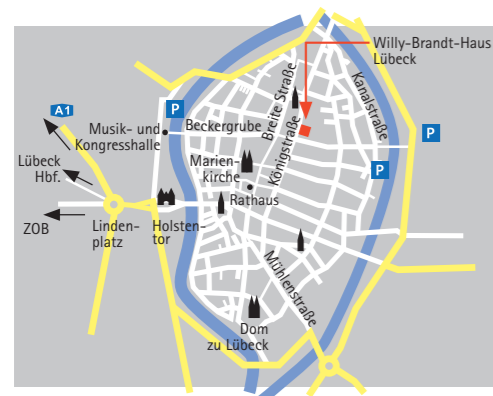 Willy-Brandt-Haus
Lübeck
A1
P
Musik- und
Kongresshalle
Beckergrube
Breite Straße
Königstraße
Kanalstraße
P
P
Lübeck
Hbf.
Marien-
kirche
Rathaus
ZOB
Linden-
platz
Holsten-
tor
Mühlenstraße
Dom
zu Lübeck